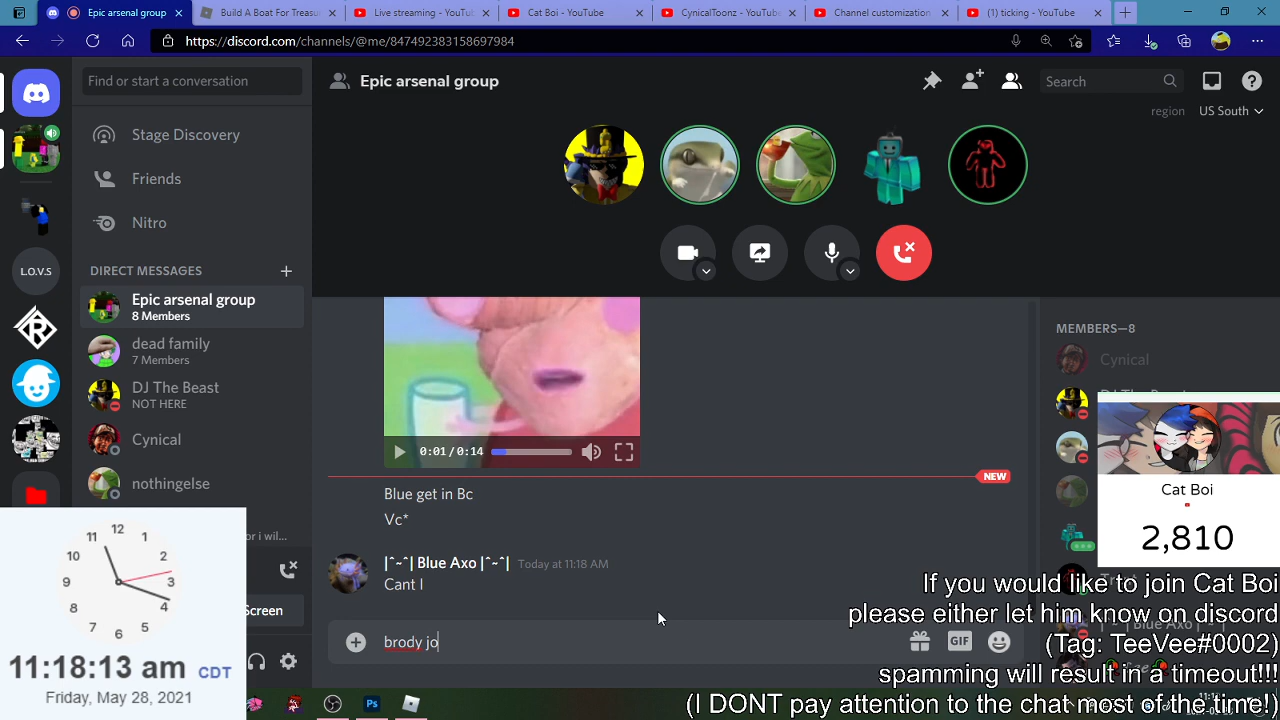 Epic arsenal group
Build A Boat For Treasu
Live streaming - YouTu
Cat Boi - YouTube
CynicalToonz - YouTub
Channel customization
(1) ticking - YouTube
https://discord.com/channels/@me/847492383158697984
Find or start a conversation
Epic arsenal group
Search
region US South
Stage Discovery
Friends
Nitro
L.O.V.S
DIRECT MESSAGES
Epic arsenal group
8 Members
dead family
7 Members
DJ The Beast
NOT HERE
Cynical
nothingelse
or i wil...
Screen
0:01/0:14
NEW
Blue get in Bc
Vc*
|ˆ~ˆ| Blue Axo |ˆ~ˆ| Today at 11:18 AM
Cant I
brody jo
GIF
MEMBERS—8
Cynical
Cat Boi
2,810
If you would like to join Cat Boi
please either let him know on discord
(Tag: TeeVee#0002)
spamming will result in a timeout!!!
(I DONT pay attention to the chat most of the time!)
12
1
2
3
4
5
6
7
8
9
10
11
11:18:13 am CDT
Friday, May 28, 2021
Ps